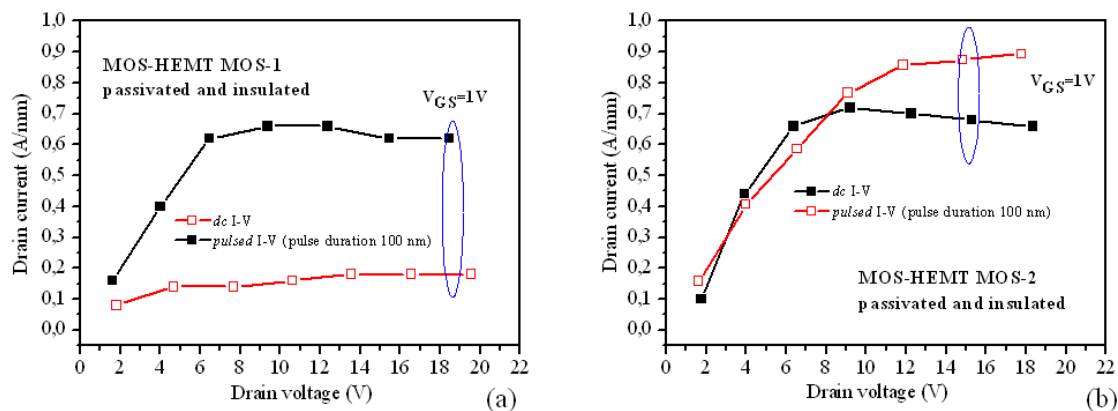 1,0
0,9
0,8
0,7
0,6
0,5
0,4
0,3
0,2
0,1
0,0
Drain current (A/mm)
MOS-HEMT MOS-1
passivated and insulated
VGS=1V
dc I-V
pulsed I-V (pulse duration 100 nm)
2 4 6 8 10 12 14 16 18 20 22
Drain voltage (V)
(a)
1,0
0,9
0,8
0,7
0,6
0,5
0,4
0,3
0,2
0,1
0,0
Drain current (A/mm)
VGS=1V
dc I-V
pulsed I-V (pulse duration 100 nm)
MOS-HEMT MOS-2
passivated and insulated
2 4 6 8 10 12 14 16 18 20 22
Drain voltage (V)
(b)